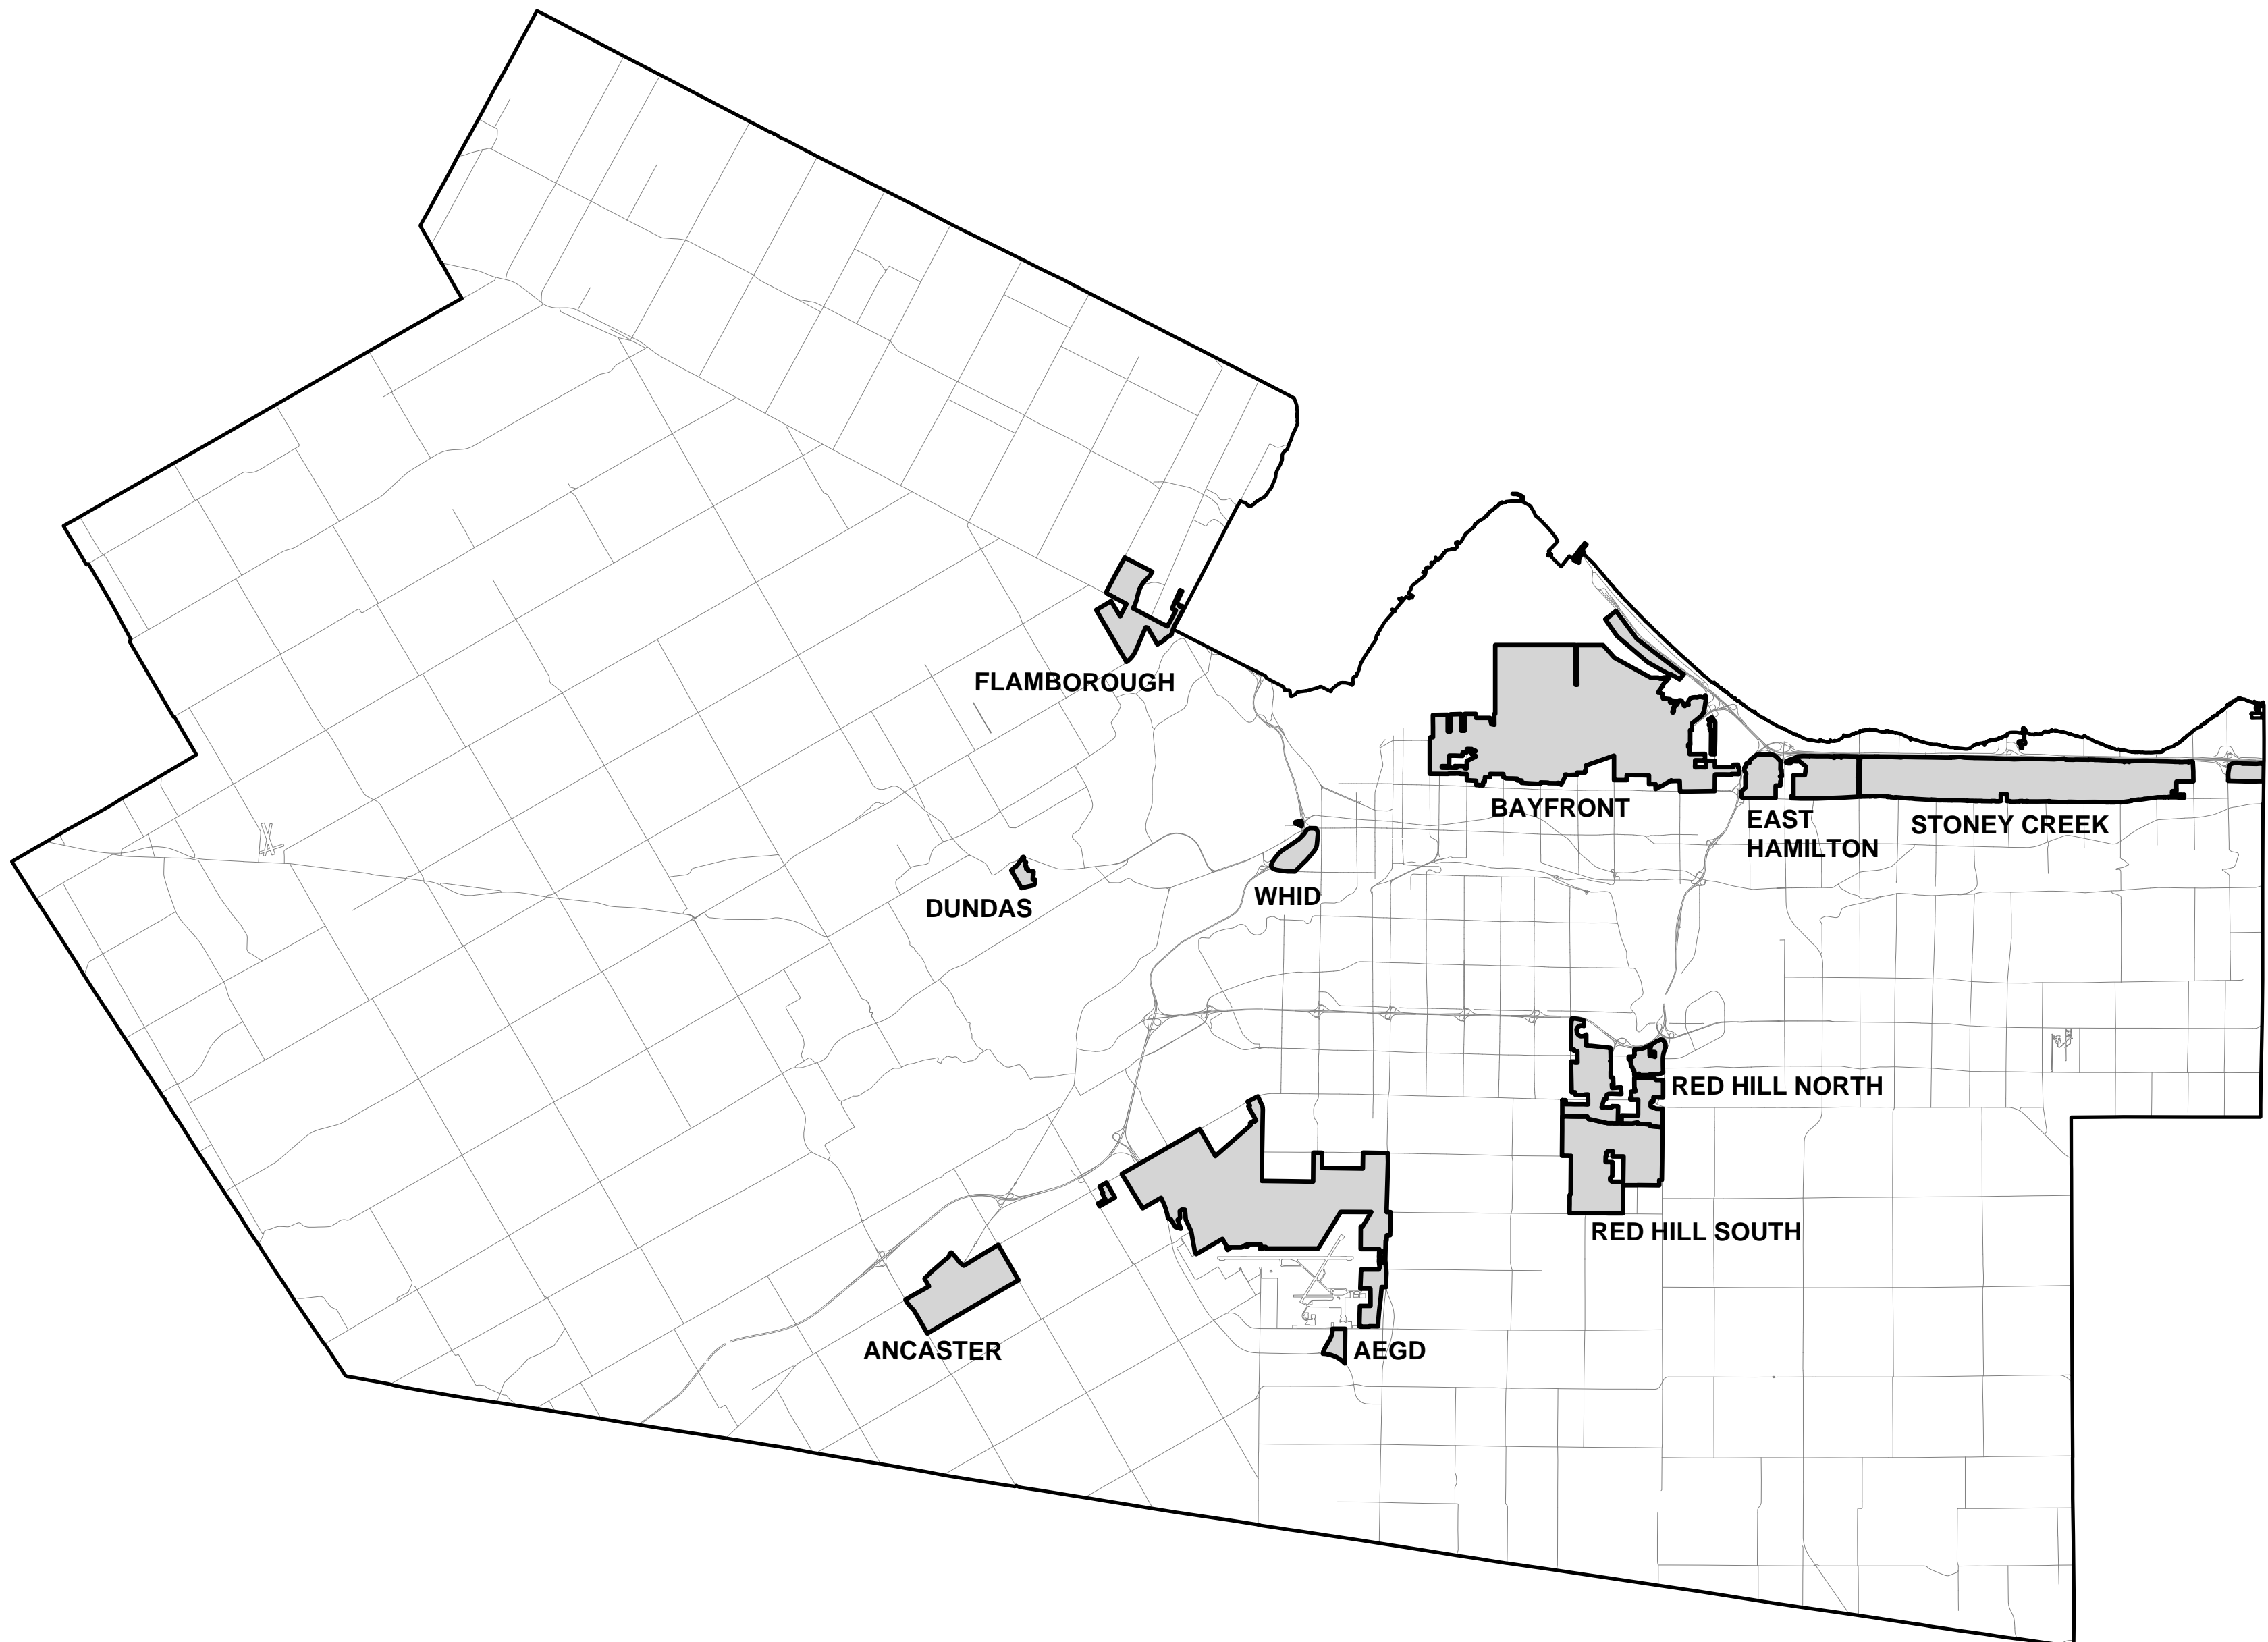 FLAMBOROUGH
BAYFRONT
EAST
HAMILTON
STONEY CREEK
DUNDAS
WHID
RED HILL NORTH
RED HILL SOUTH
ANCASTER
AEGD